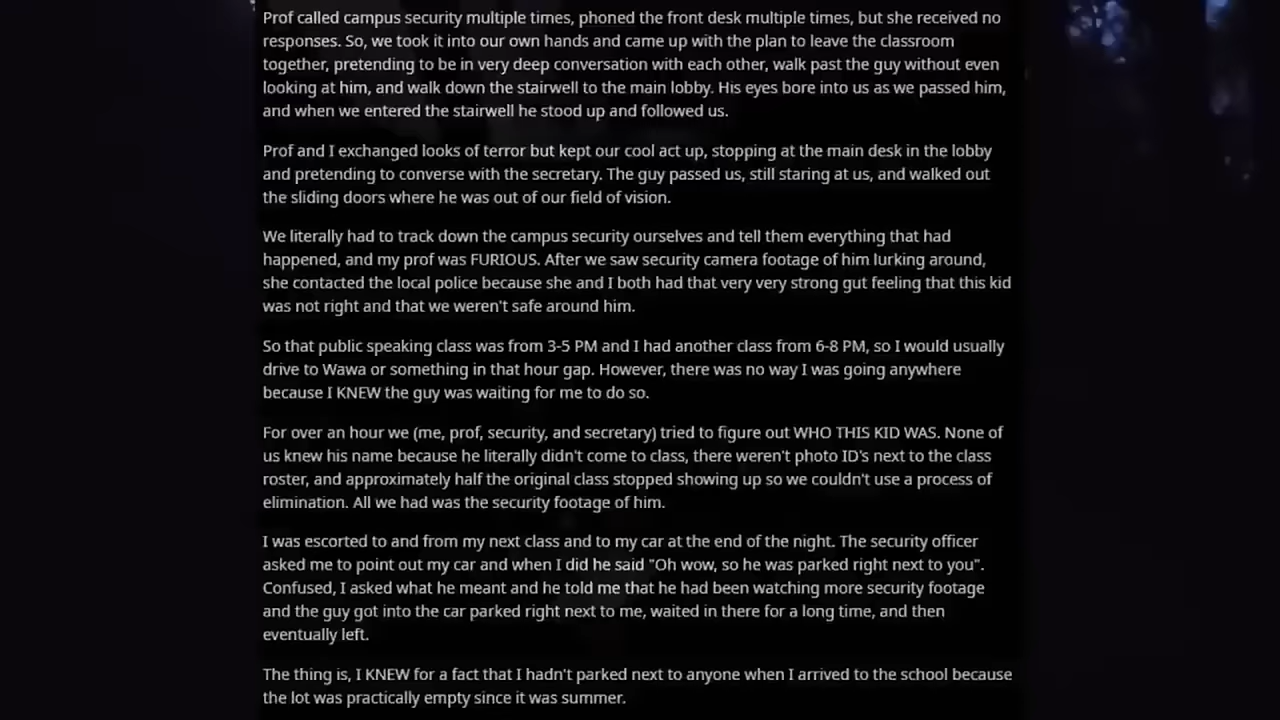 Prof called campus security multiple times, phoned the front desk multiple times, but she received no
responses. So, we took it into our own hands and came up with the plan to leave the classroom
together, pretending to be in very deep conversation with each other, walk past the guy without even
looking at him, and walk down the stairwell to the main lobby. His eyes bore into us as we passed him,
and when we entered the stairwell he stood up and followed us.
Prof and I exchanged looks of terror but kept our cool act up, stopping at the main desk in the lobby
and pretending to converse with the secretary. The guy passed us, still staring at us, and walked out
the sliding doors where he was out of our field of vision.
We literally had to track down the campus security ourselves and tell them everything that had
happened, and my prof was FURIOUS. After we saw security camera footage of him lurking around,
she contacted the local police because she and I both had that very very strong gut feeling that this kid
was not right and that we weren't safe around him.
So that public speaking class was from 3-5 PM and I had another class from 6-8 PM, so I would usually
drive to Wawa or something in that hour gap. However, there was no way I was going anywhere
because I KNEW the guy was waiting for me to do so.
For over an hour we (me, prof, security, and secretary) tried to figure out WHO THIS KID WAS. None of
us knew his name because he literally didn't come to class, there weren't photo ID's next to the class
roster, and approximately half the original class stopped showing up so we couldn't use a process of
elimination. All we had was the security footage of him.
I was escorted to and from my next class and to my car at the end of the night. The security officer
asked me to point out my car and when I did he said "Oh wow, so he was parked right next to you".
Confused, I asked what he meant and he told me that he had been watching more security footage
and the guy got into the car parked right next to me, waited in there for a long time, and then
eventually left.
The thing is, I KNEW for a fact that I hadn't parked next to anyone when I arrived to the school because
the lot was practically empty since it was summer.